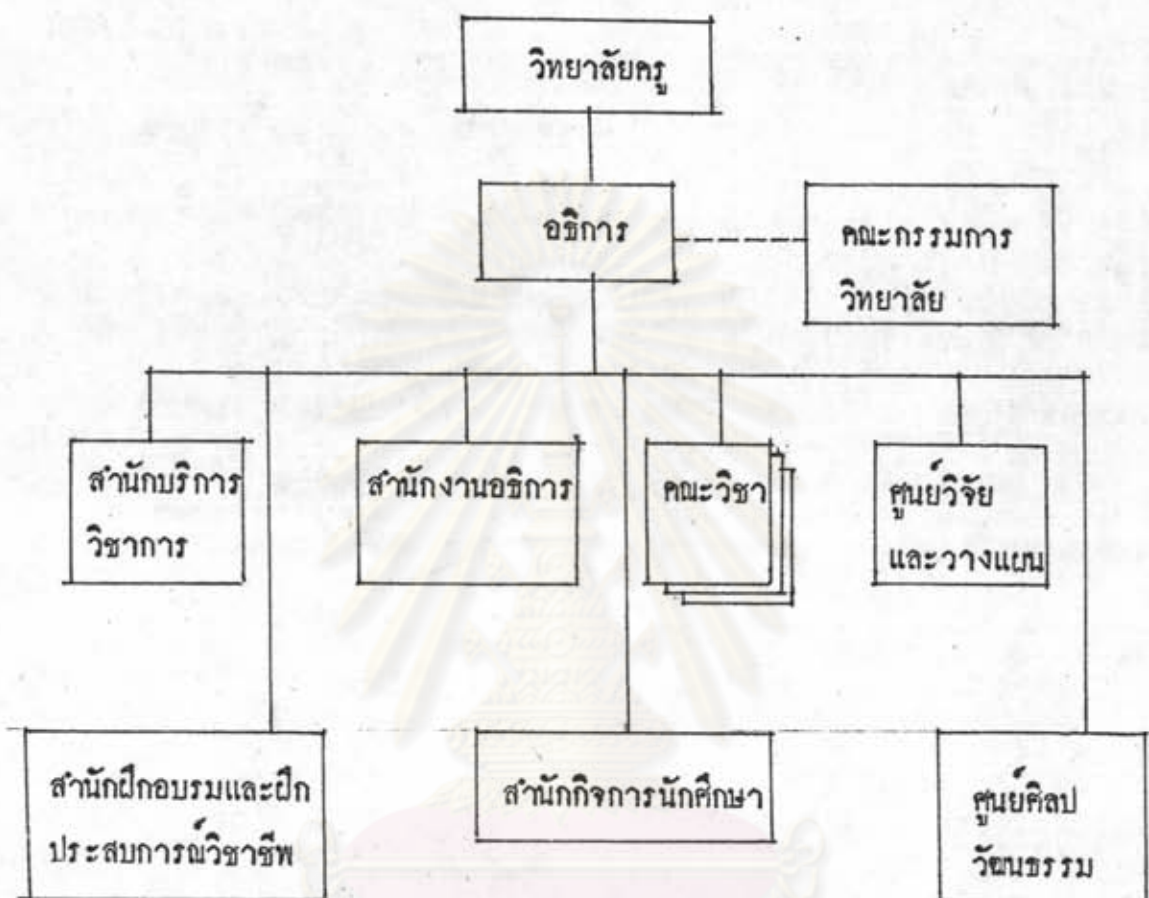 วิทยาลัยครู
อธิการ
คณะกรรมการ
วิทยาลัย
สำนักบริการ
วิชาการ
สำนักงานอธิการ
คณะวิชา
ศูนย์วิจัย
และวางแผน
สำนักฝึกอบรมและฝึก
ประสบการณ์วิชาชีพ
สำนักกิจการนักศึกษา
ศูนย์ศิลป
วัฒนธรรม